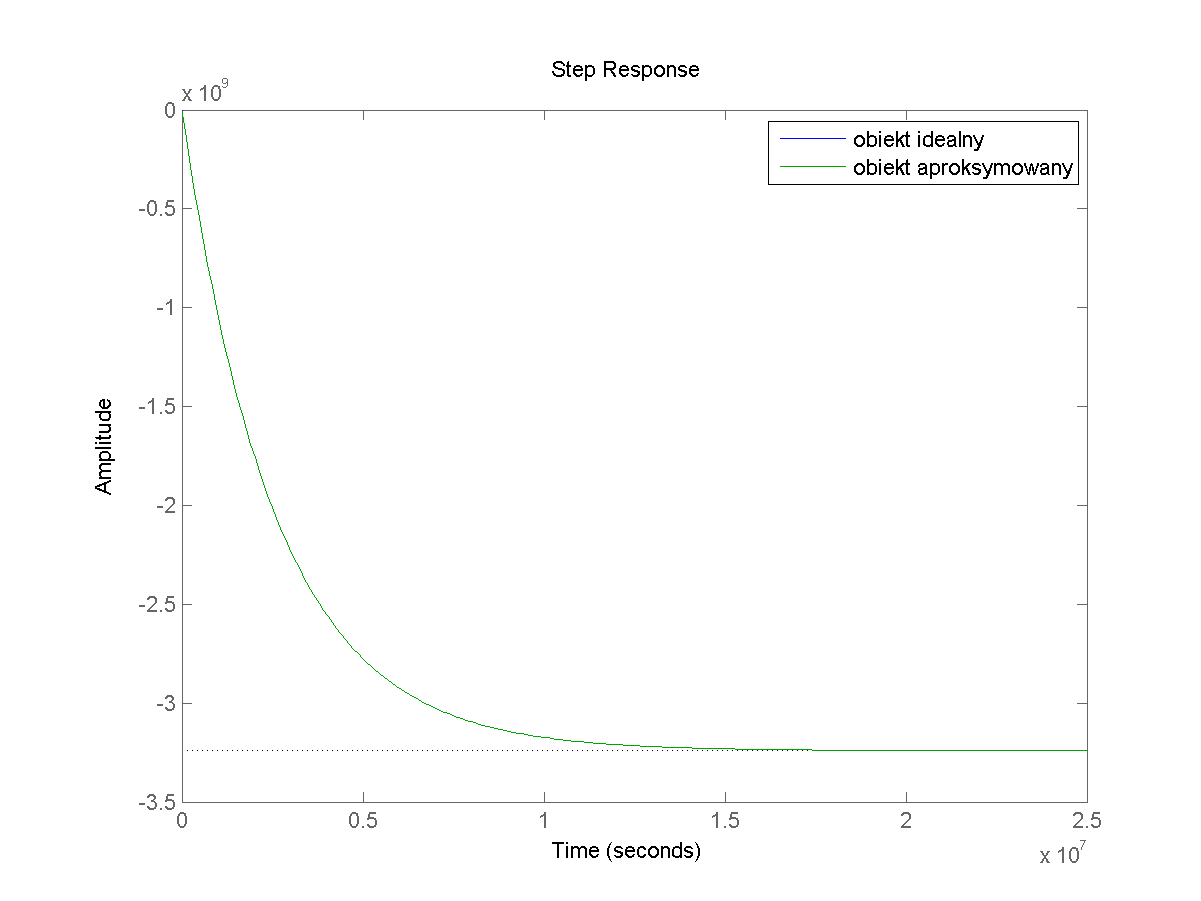 Step Response
x 10^9
0
-0.5
-1
-1.5
-2
-2.5
-3
-3.5
Amplitude
obiekt idealny
obiekt aproksymowany
0 0.5 1 1.5 2 2.5
Time (seconds)
x 10^7